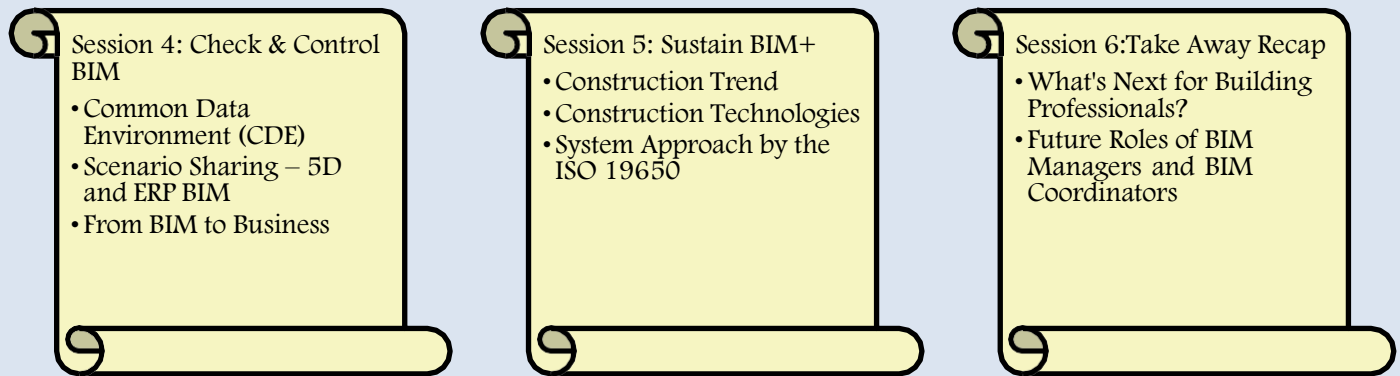 Session 4: Check & Control
BIM
• Common Data
Environment (CDE)
• Scenario Sharing – 5D
and ERP BIM
• From BIM to Business
Session 5: Sustain BIM+
• Construction Trend
• Construction Technologies
• System Approach by the
ISO 19650
Session 6:Take Away Recap
• What's Next for Building
Professionals?
• Future Roles of BIM
Managers and BIM
Coordinators